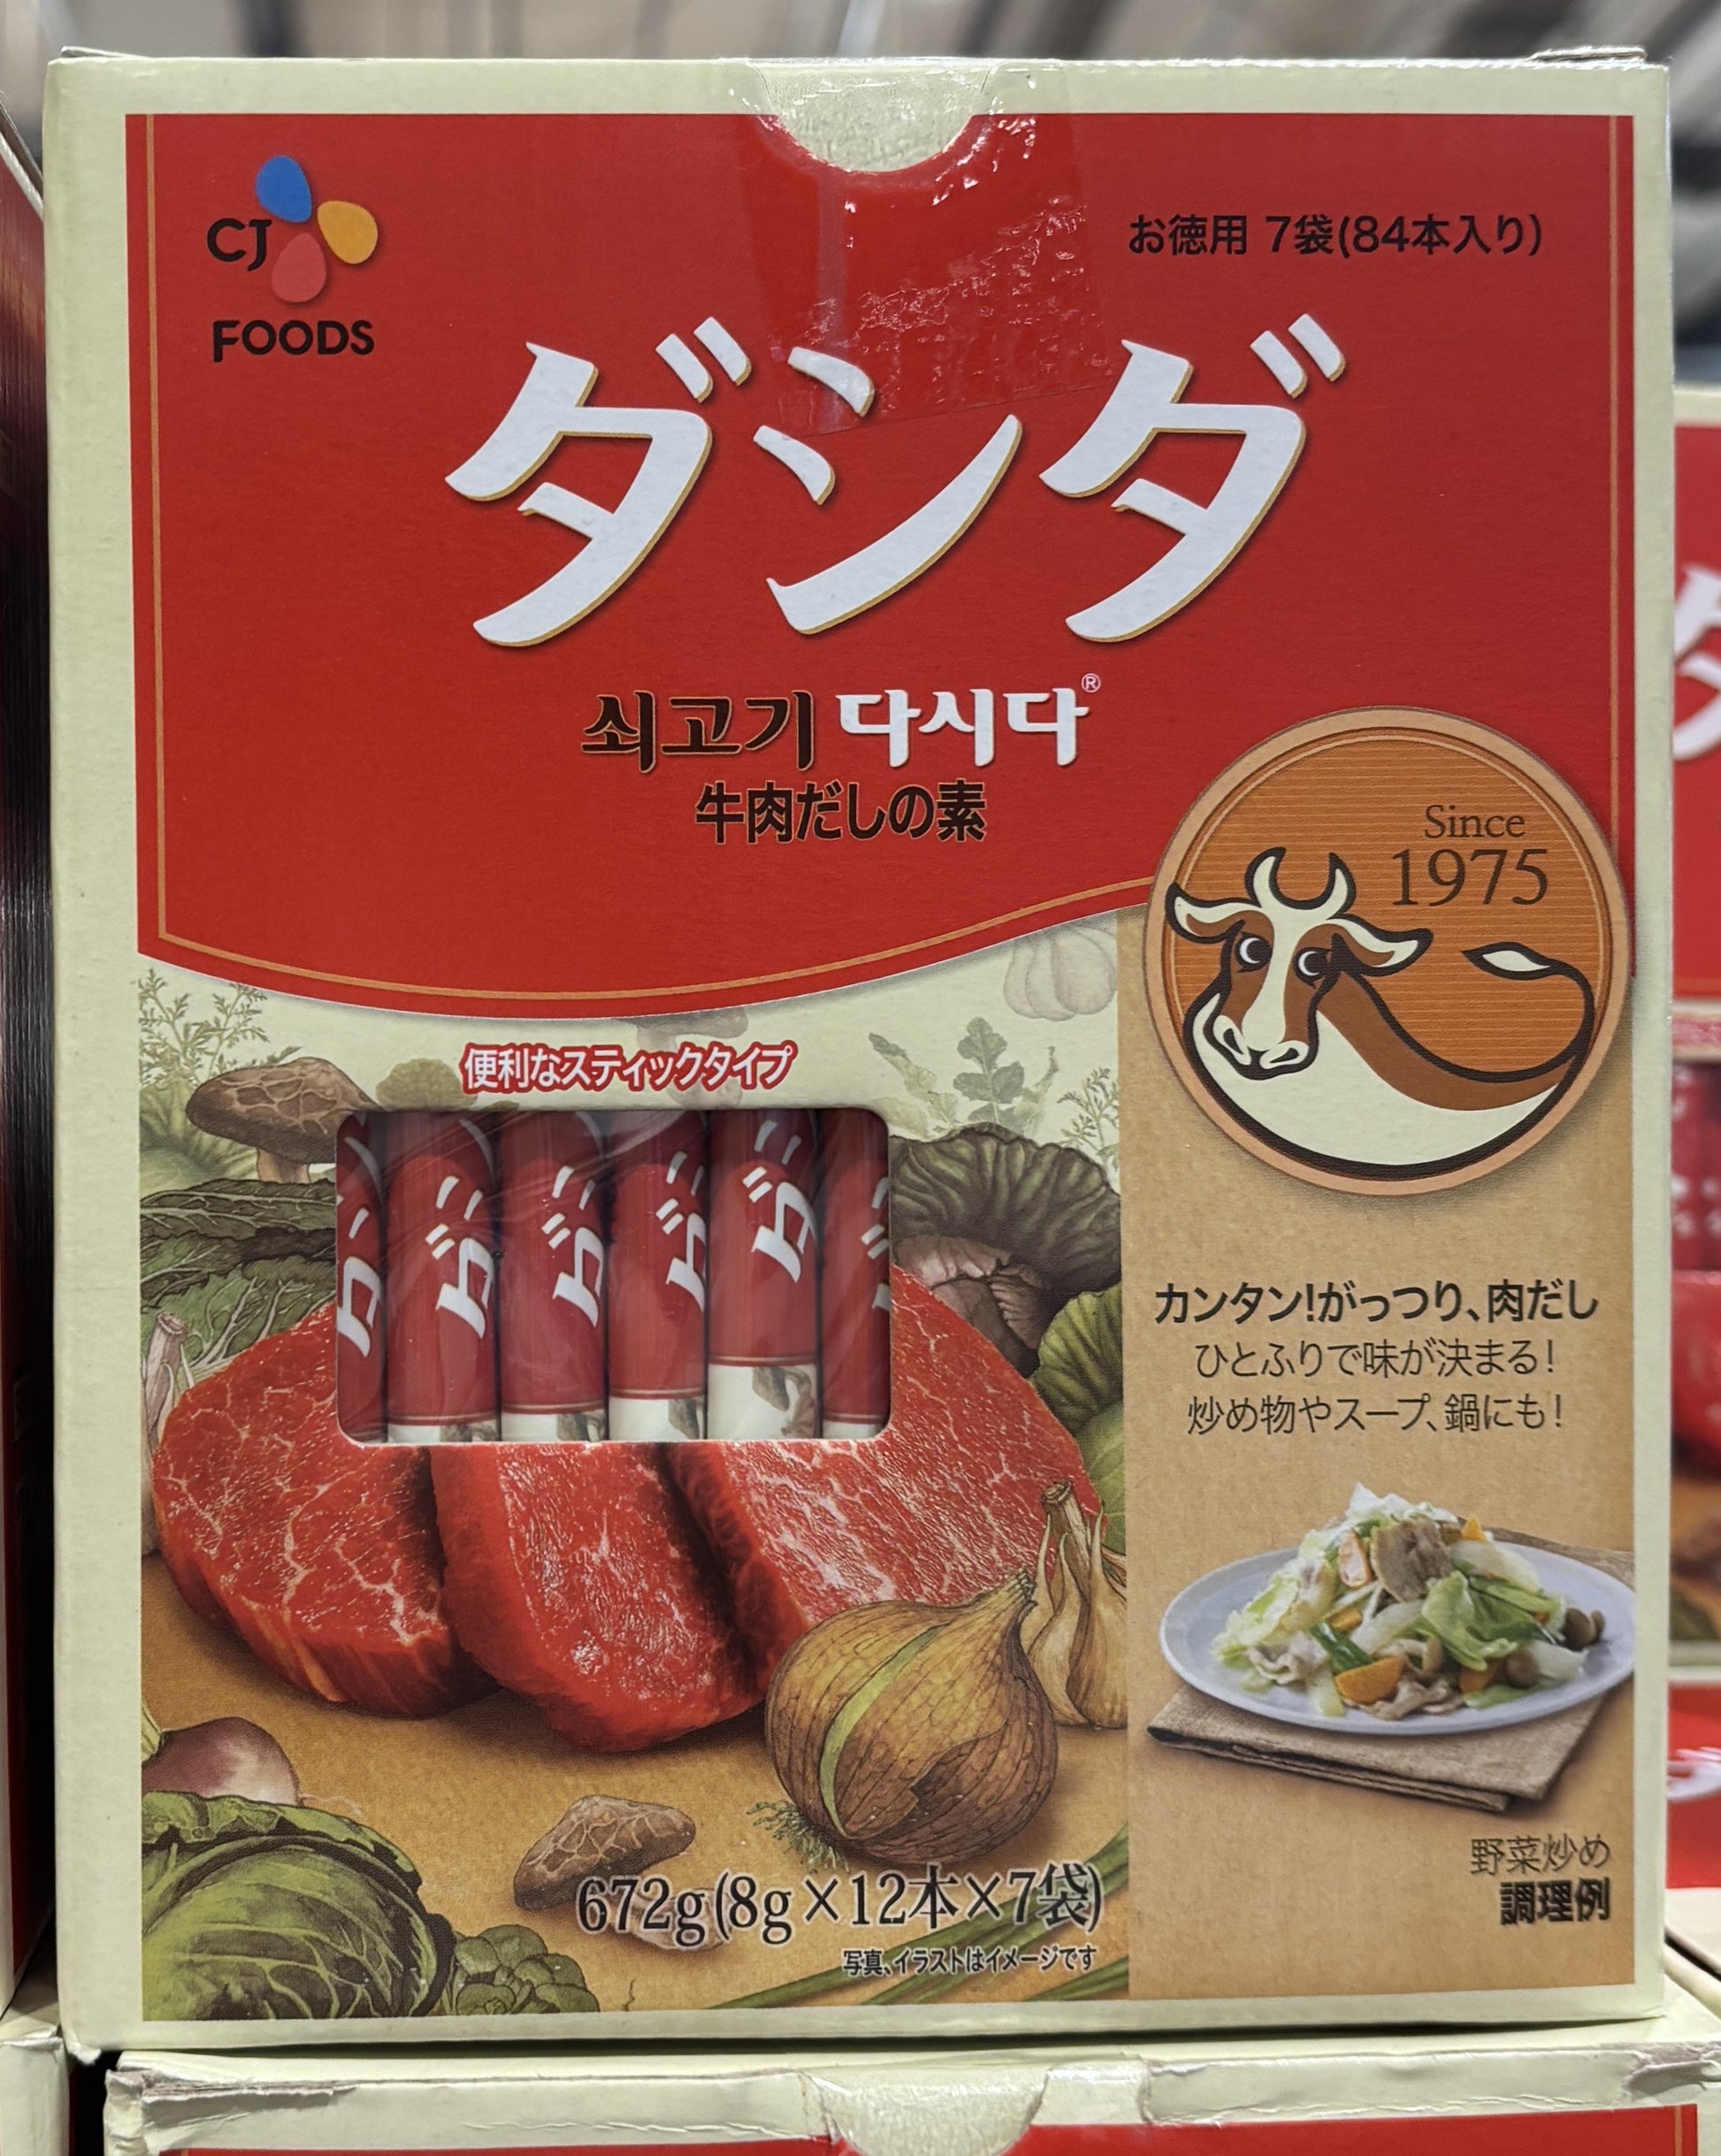 CJ
FOODS
お徳用 7袋(84本入り)
ダシダ
쇠고기 다시다®
牛肉だしの素
Since
1975
便利なスティックタイプ
カンタン!がっつり、肉だし
ひとふりで味が決まる!
炒め物やスープ、鍋にも!
野菜炒め
調理例
672g(8g×12本×7袋)
写真、イラストはイメージです